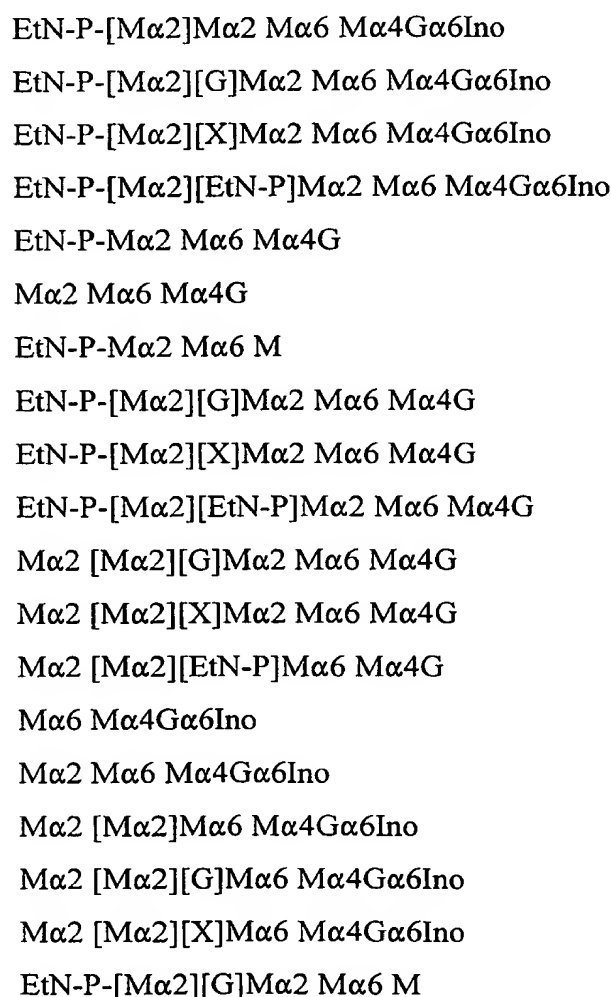 EtN-P-[Mα2]Mα2 Mα6 Mα4Gα6Ino
EtN-P-[Mα2][G]Mα2 Mα6 Mα4Gα6Ino
EtN-P-[Mα2][X]Mα2 Mα6 Mα4Gα6Ino
EtN-P-[Mα2][EtN-P]Mα2 Mα6 Mα4Gα6Ino
EtN-P-Mα2 Mα6 Mα4G
Mα2 Mα6 Mα4G
EtN-P-Mα2 Mα6 M
EtN-P-[Mα2][G]Mα2 Mα6 Mα4G
EtN-P-[Mα2][X]Mα2 Mα6 Mα4G
EtN-P-[Mα2][EtN-P]Mα2 Mα6 Mα4G
Mα2 [Mα2][G]Mα2 Mα6 Mα4G
Mα2 [Mα2][X]Mα2 Mα6 Mα4G
Mα2 [Mα2][EtN-P]Mα6 Mα4G
Mα6 Mα4Gα6Ino
Mα2 Mα6 Mα4Gα6Ino
Mα2 [Mα2]Mα6 Mα4Gα6Ino
Mα2 [Mα2][G]Mα6 Mα4Gα6Ino
Mα2 [Mα2][X]Mα6 Mα4Gα6Ino
EtN-P-[Mα2][G]Mα2 Mα6 M